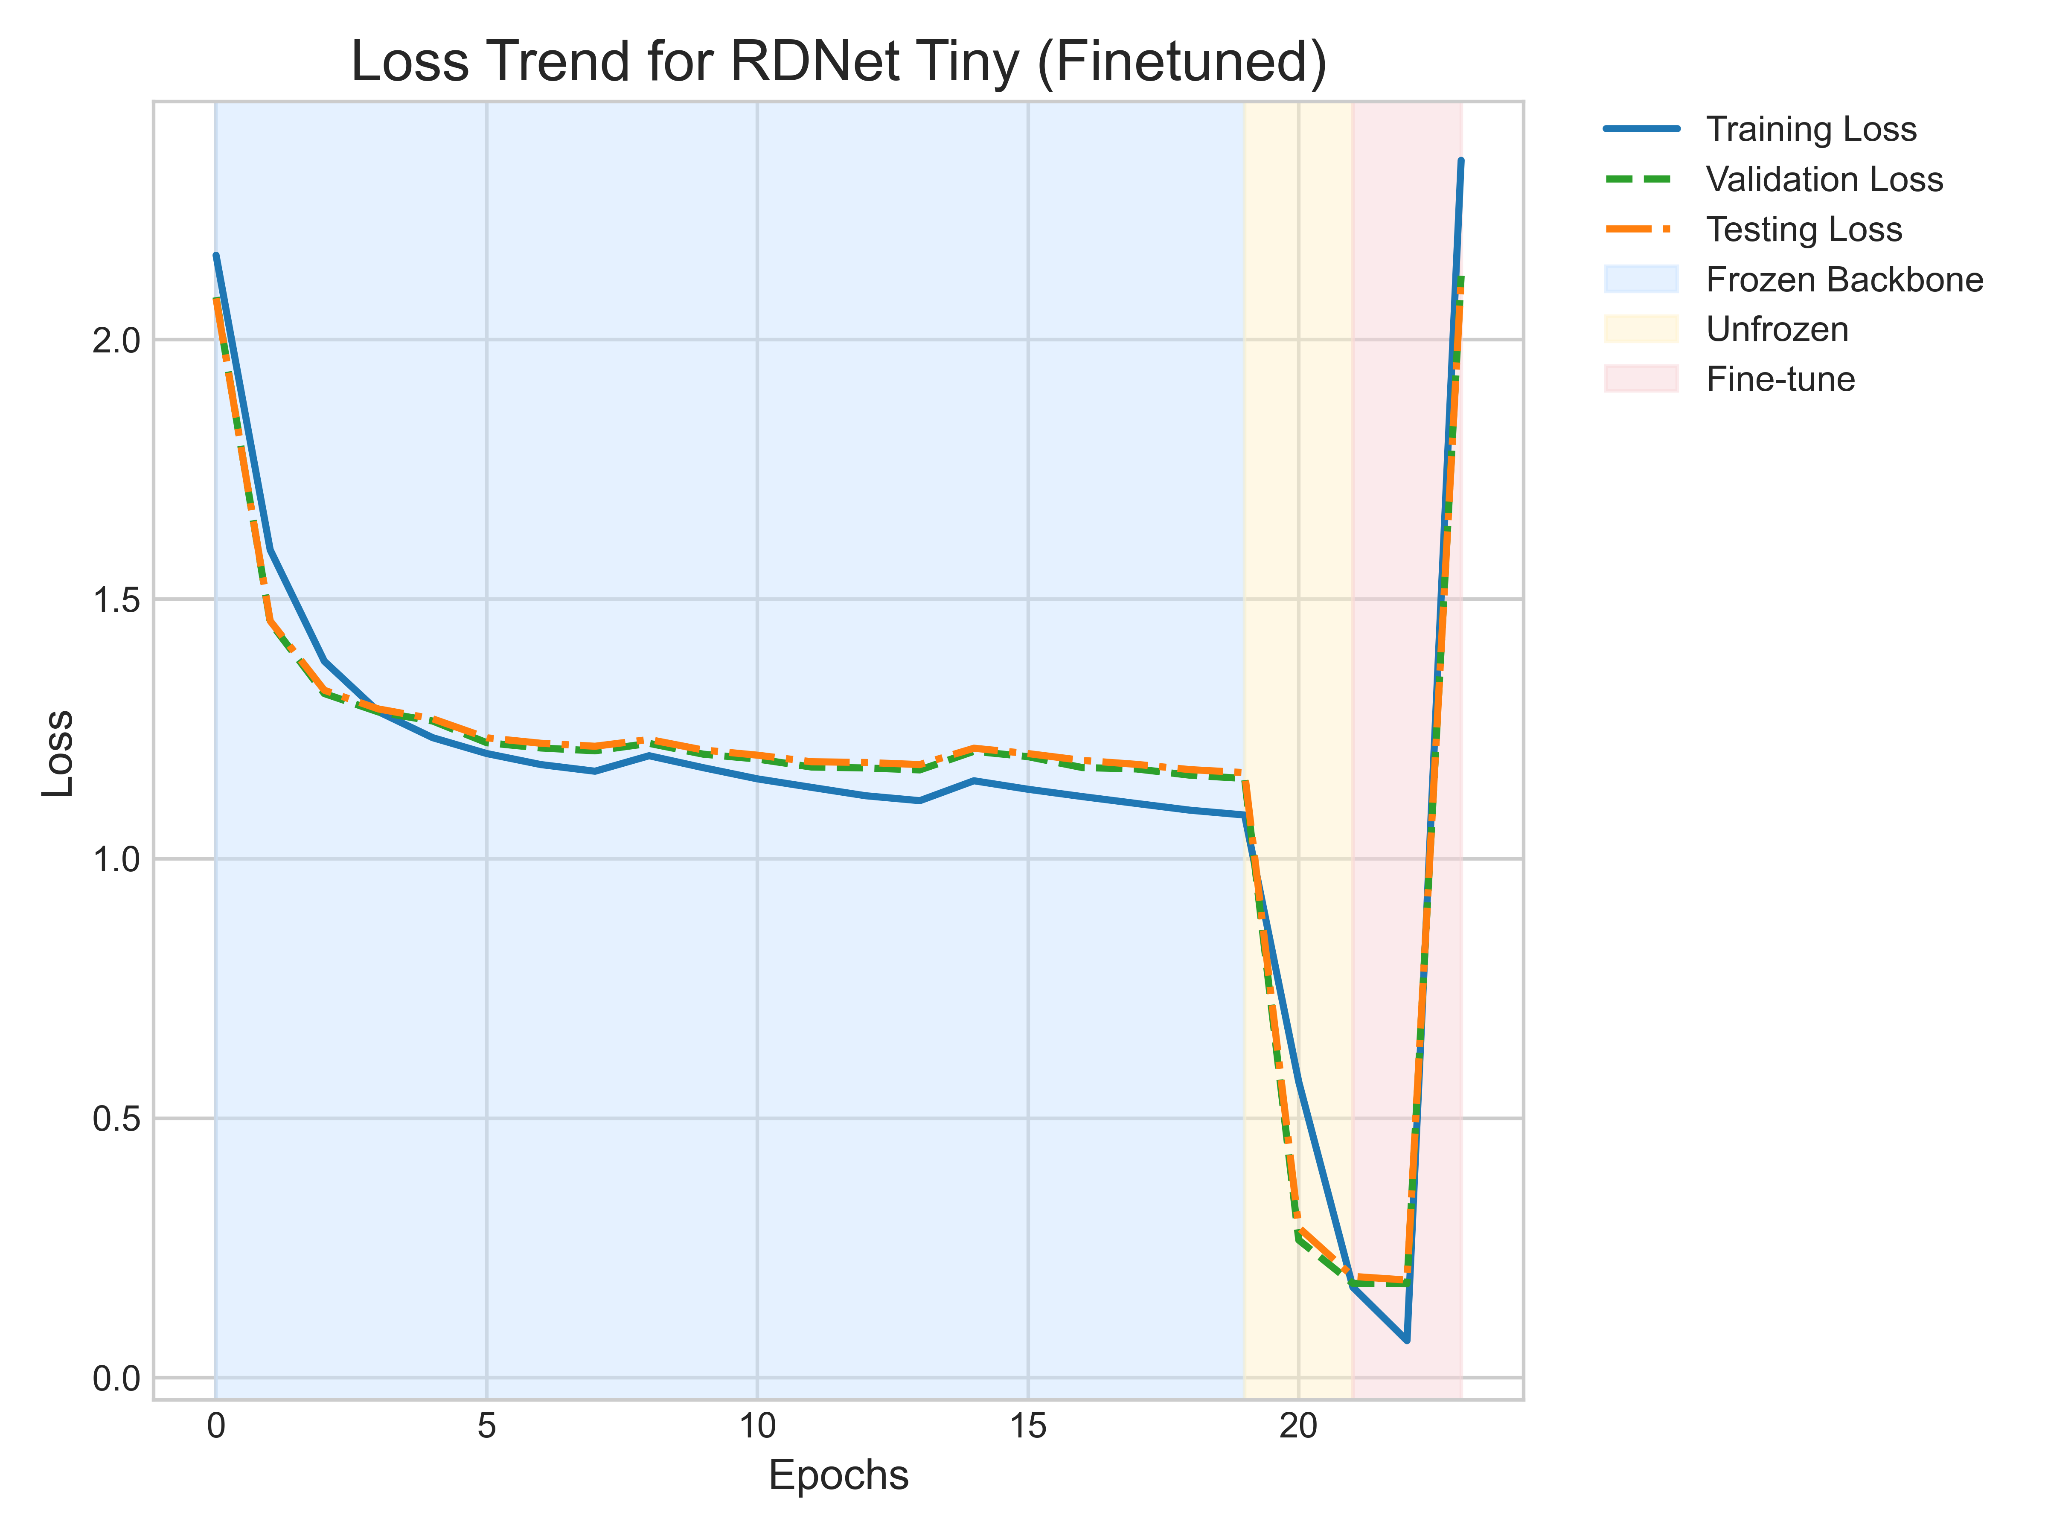 Loss Trend for RDNet Tiny (Finetuned)
Training Loss
Validation Loss
Testing Loss
Frozen Backbone
Unfrozen
Fine-tune
Loss
2.0
1.5
1.0
0.5
0.0
0 5 10 15 20
Epochs